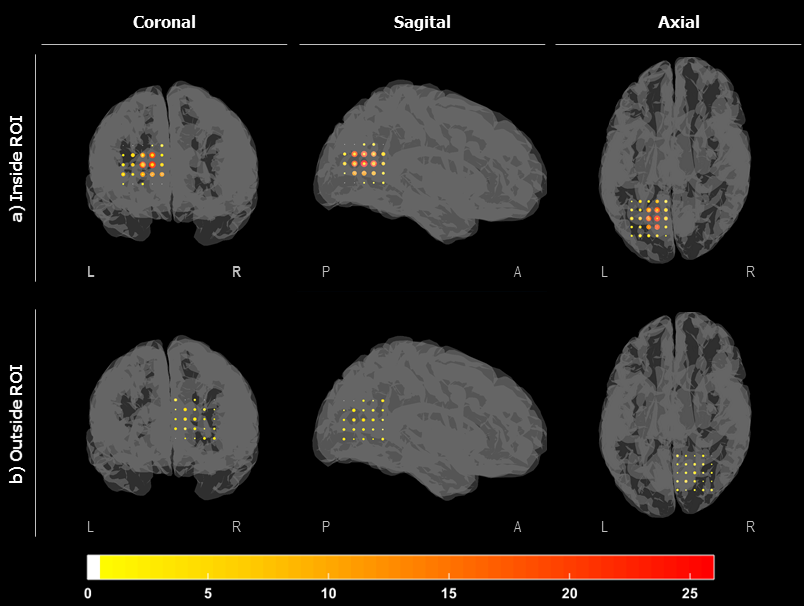 Coronal Sagital Axial
a) Inside ROI
L R P A L R
b) Outside ROI
L R P A L R
0 5 10 15 20 25